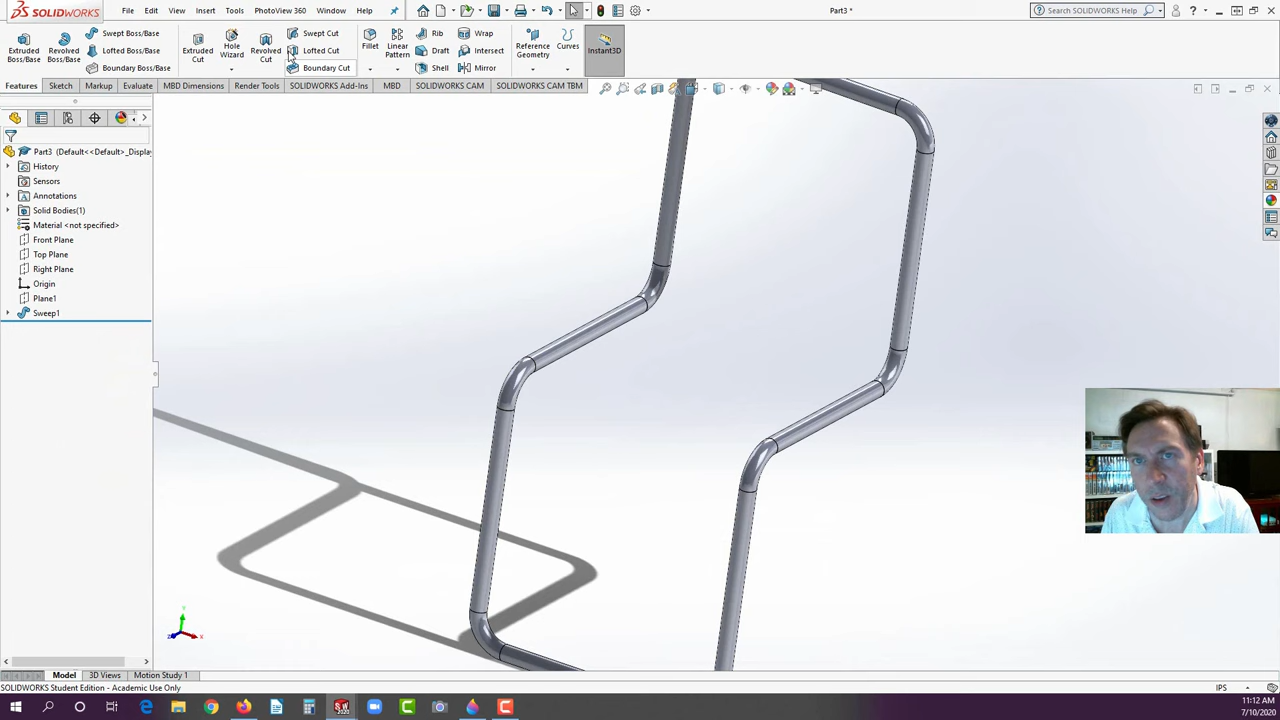 SOLIDWORKS File Edit View Insert Tools PhotoView 360 Window Help Part3 * Search SOLIDWORKS Help
Extruded Boss/Base
Revolved Boss/Base
Swept Boss/Base
Lofted Boss/Base
Boundary Boss/Base
Extruded Cut
Hole Wizard
Revolved Cut
Swept Cut
Lofted Cut
Boundary Cut
Fillet
Linear Pattern
Rib
Draft
Shell
Wrap
Intersect
Mirror
Reference Geometry
Curves
Instant3D
Features Sketch Markup Evaluate MBD Dimensions Render Tools SOLIDWORKS Add-Ins MBD SOLIDWORKS CAM SOLIDWORKS CAM TBM
Part3 (Default<<Default>_Displa
History
Sensors
Annotations
Solid Bodies(1)
Material <not specified>
Front Plane
Top Plane
Right Plane
Origin
Plane1
Sweep1
Y
Z X
Model 3D Views Motion Study 1
SOLIDWORKS Student Edition - Academic Use Only IPS
11:12 AM
7/10/2020